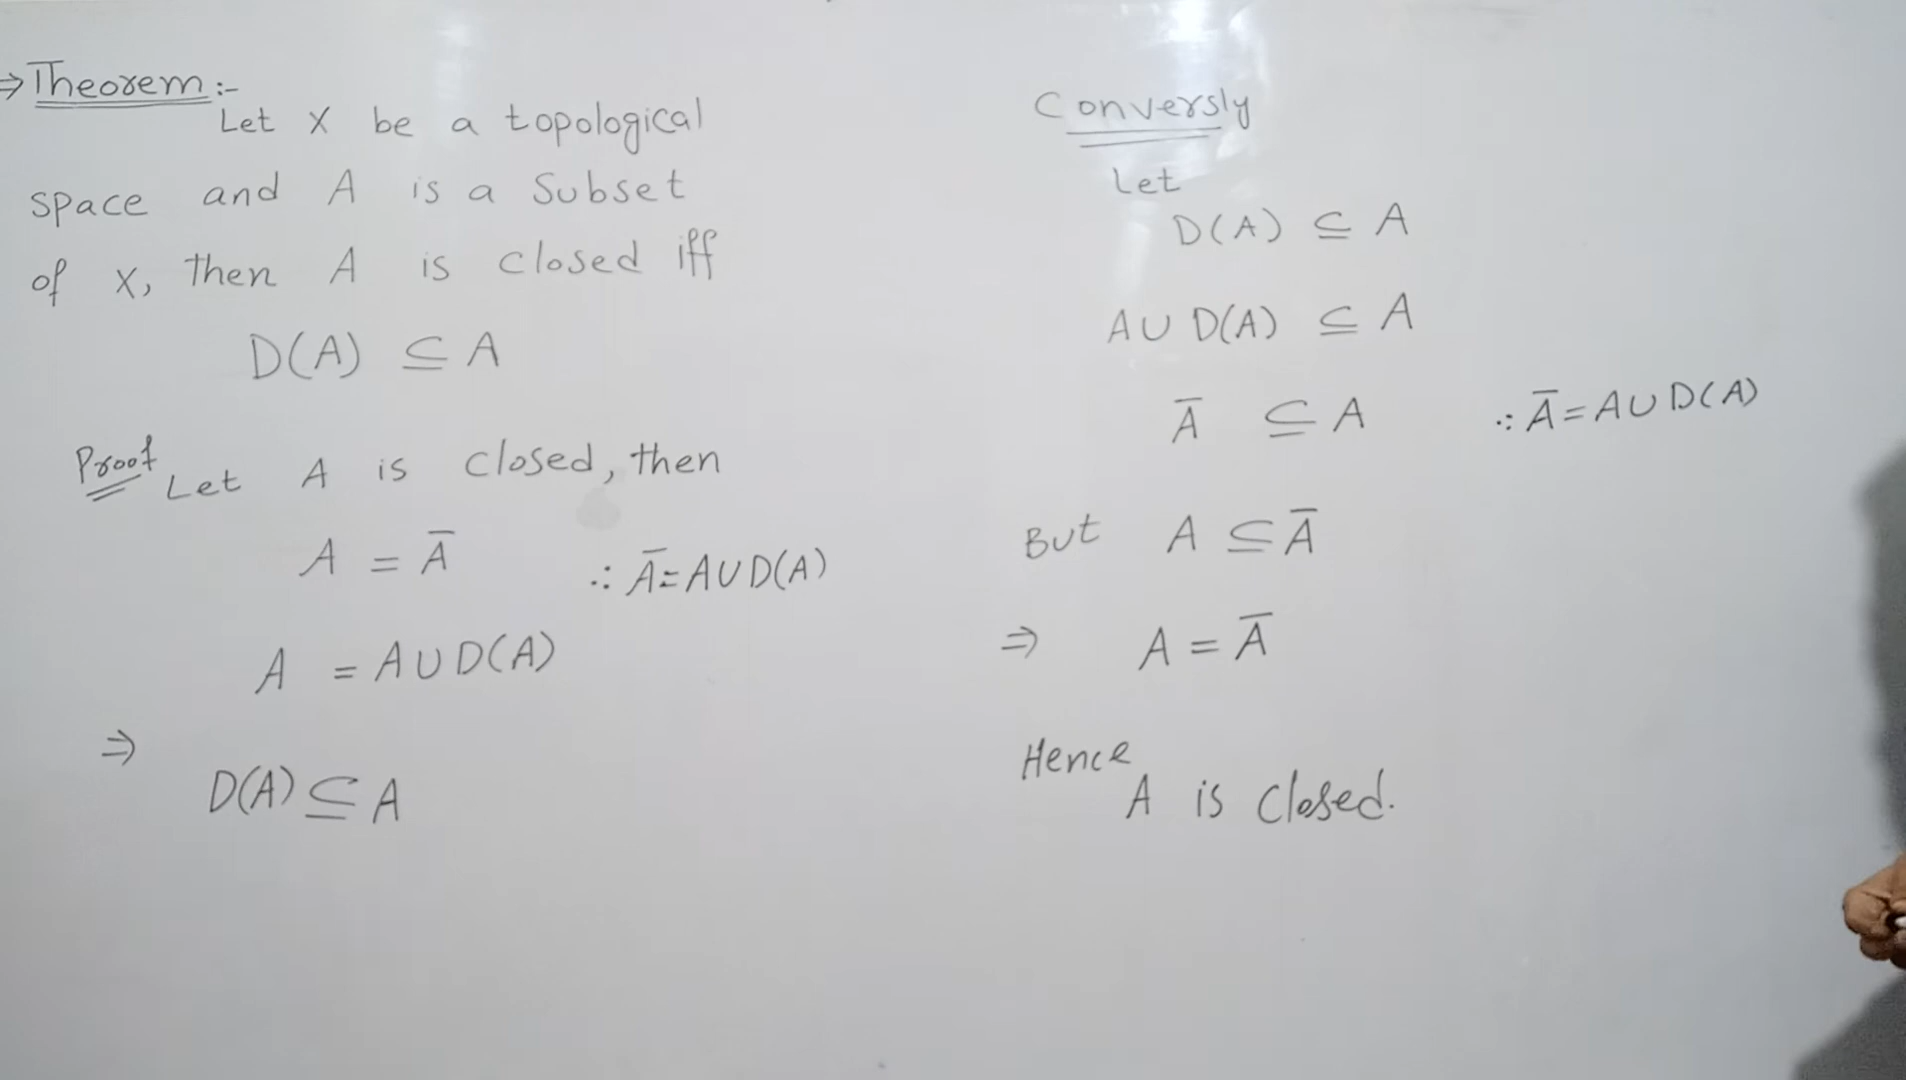 ⇒ Theorem :-
Let X be a topological
space and A is a Subset
of X, then A is closed iff
D(A) ⊆ A
Proof Let A is closed, then
A = Ā ∴ Ā = A ∪ D(A)
A = A ∪ D(A)
⇒
D(A) ⊆ A
Conversly
Let
D(A) ⊆ A
A ∪ D(A) ⊆ A
Ā ⊆ A ∵ Ā = A ∪ D(A)
But A ⊆ Ā
⇒ A = Ā
Hence
A is closed.